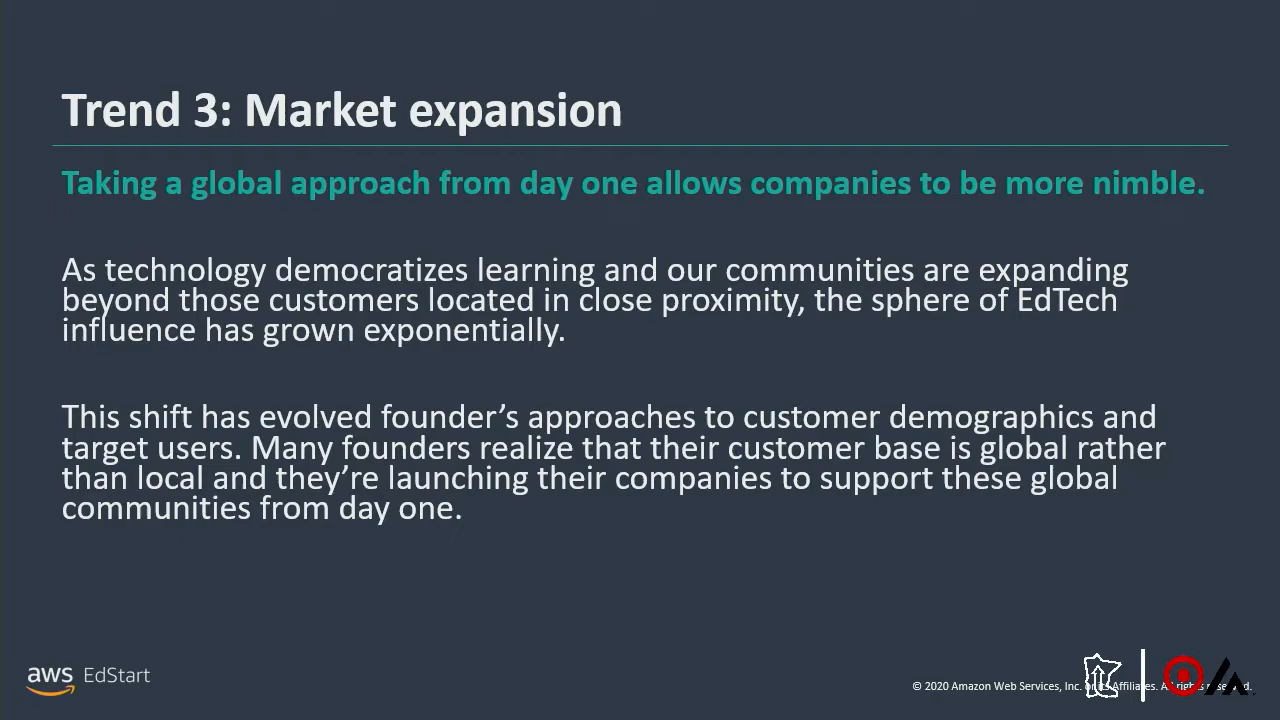 Trend 3: Market expansion
Taking a global approach from day one allows companies to be more nimble.
As technology democratizes learning and our communities are expanding
beyond those customers located in close proximity, the sphere of EdTech
influence has grown exponentially.
This shift has evolved founder’s approaches to customer demographics and
target users. Many founders realize that their customer base is global rather
than local and they’re launching their companies to support these global
communities from day one.
aws EdStart
© 2020 Amazon Web Services, Inc. or its Affiliates. All rights reserved.